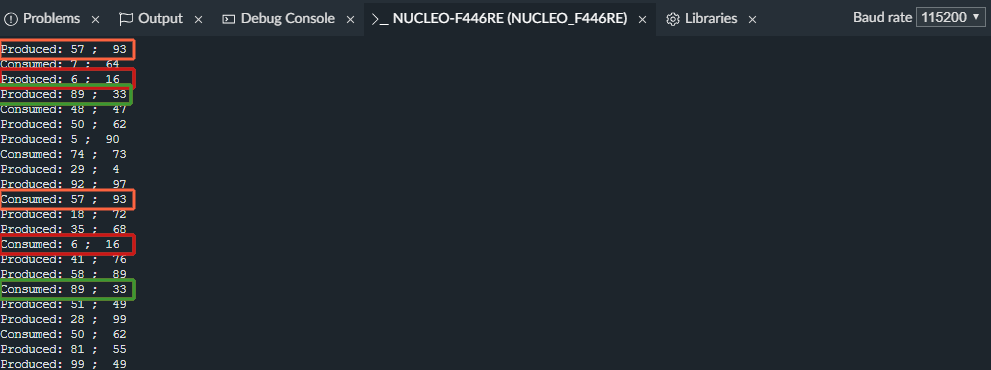 Problems × Output × Debug Console × >_ NUCLEO-F446RE (NUCLEO_F446RE) × Libraries × Baud rate 115200
Produced: 57 ;  93
Consumed: 7 ;  64
Produced: 6 ;  16
Produced: 89 ;  33
Consumed: 48 ;  47
Produced: 50 ;  62
Produced: 5 ;  90
Consumed: 74 ;  73
Produced: 29 ;  4
Produced: 92 ;  97
Consumed: 57 ;  93
Produced: 18 ;  72
Produced: 35 ;  68
Consumed: 6 ;  16
Produced: 41 ;  76
Produced: 58 ;  89
Consumed: 89 ;  33
Produced: 51 ;  49
Produced: 28 ;  99
Consumed: 50 ;  62
Produced: 81 ;  55
Produced: 99 ;  49